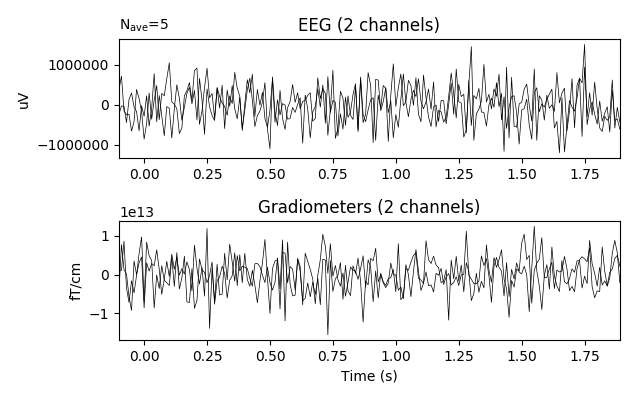 N_ave=5
EEG (2 channels)
uV
1000000
0
−1000000
0.00 0.25 0.50 0.75 1.00 1.25 1.50 1.75
1e13
Gradiometers (2 channels)
fT/cm
1
0
−1
0.00 0.25 0.50 0.75 1.00 1.25 1.50 1.75
Time (s)